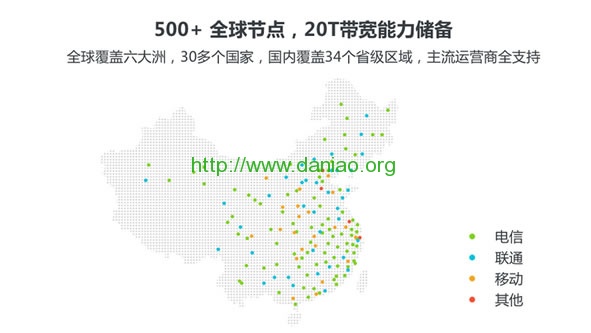 500+ 全球节点，20T带宽能力储备
全球覆盖六大洲，30多个国家，国内覆盖34个省级区域，主流运营商全支持
http://www.daniao.org
电信
联通
移动
其他